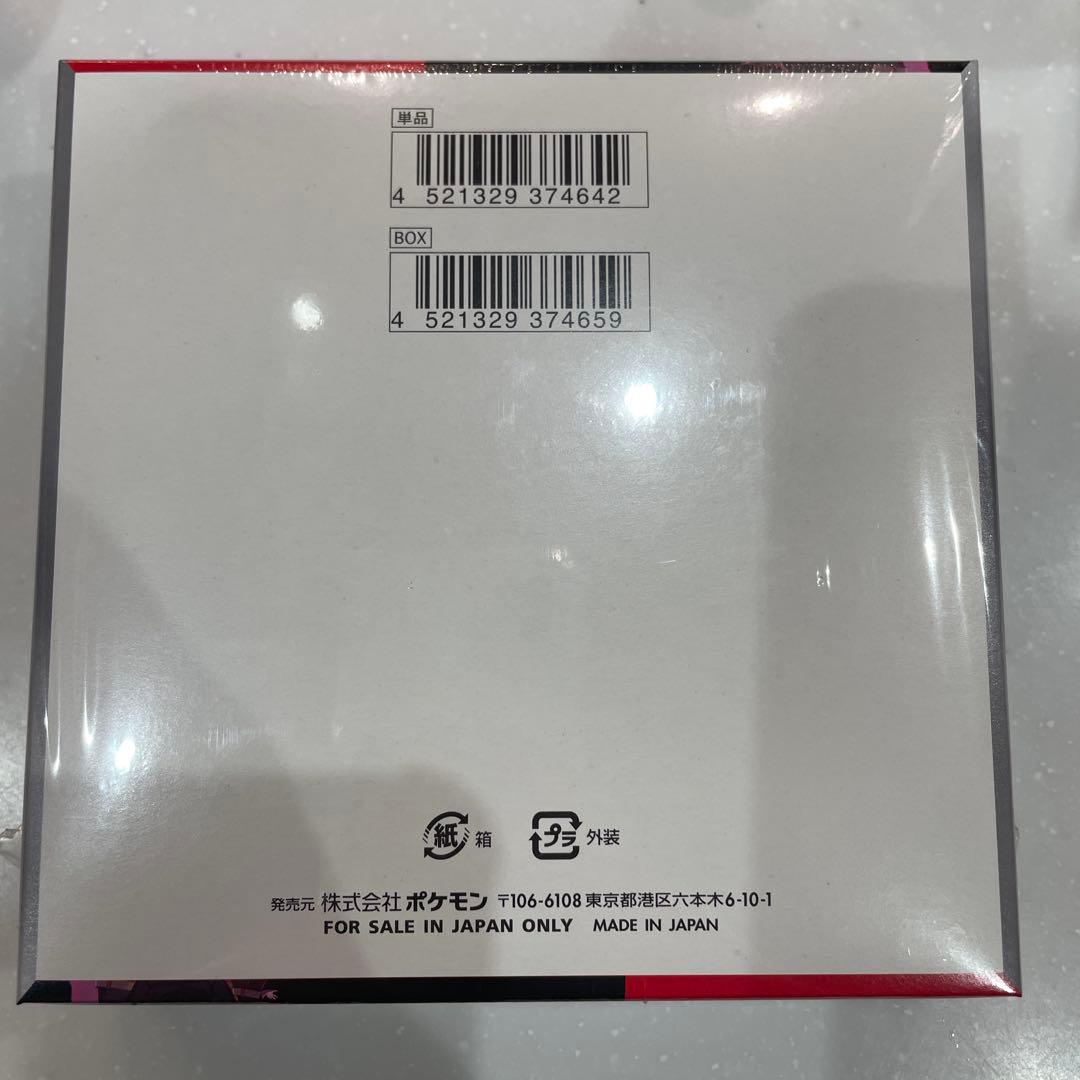 単品
4 521329 374642
BOX
4 521329 374659
紙 箱 プラ 外装
発売元 株式会社ポケモン 〒106-6108 東京都港区六本木6-10-1
FOR SALE IN JAPAN ONLY MADE IN JAPAN